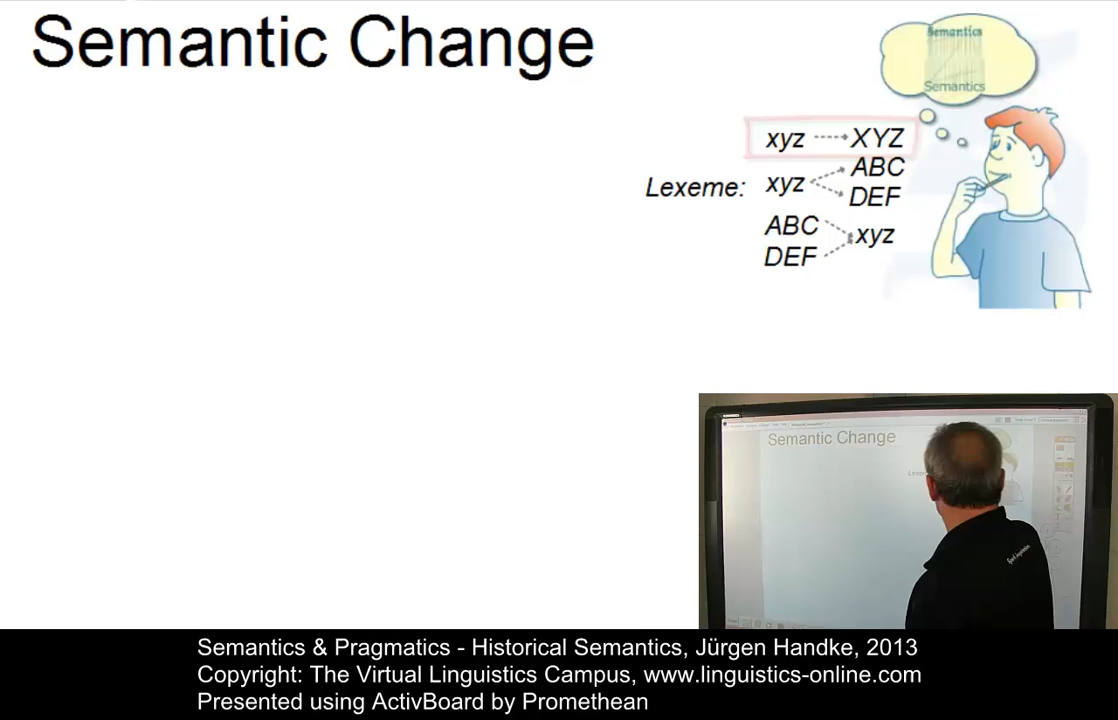 Semantic Change
Semantics
Semantics
xyz XYZ
Lexeme: xyz ABC
DEF
ABC xyz
DEF
Semantic Change
Semantics & Pragmatics - Historical Semantics, Jürgen Handke, 2013
Copyright: The Virtual Linguistics Campus, www.linguistics-online.com
Presented using ActivBoard by Promethean